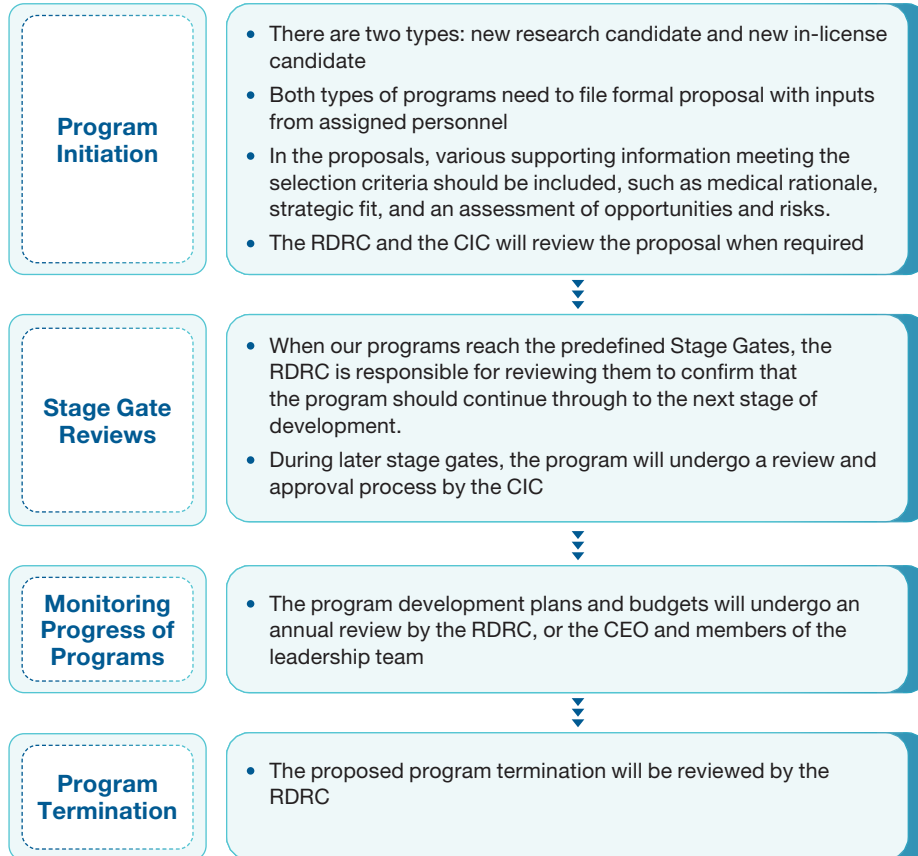 Program
Initiation
• There are two types: new research candidate and new in-license
candidate
• Both types of programs need to file formal proposal with inputs
from assigned personnel
• In the proposals, various supporting information meeting the
selection criteria should be included, such as medical rationale,
strategic fit, and an assessment of opportunities and risks.
• The RDRC and the CIC will review the proposal when required
Stage Gate
Reviews
• When our programs reach the predefined Stage Gates, the
RDRC is responsible for reviewing them to confirm that
the program should continue through to the next stage of
development.
• During later stage gates, the program will undergo a review and
approval process by the CIC
Monitoring
Progress of
Programs
• The program development plans and budgets will undergo an
annual review by the RDRC, or the CEO and members of the
leadership team
Program
Termination
• The proposed program termination will be reviewed by the
RDRC